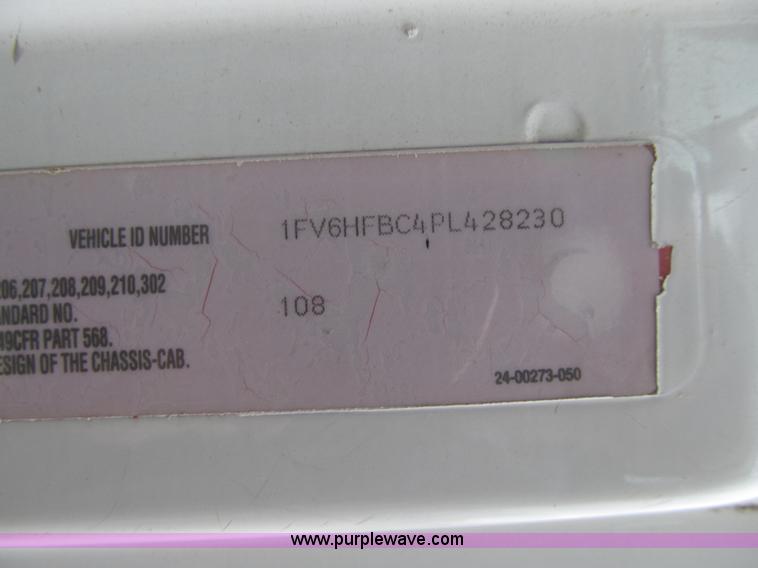 VEHICLE ID NUMBER 1FV6HFBC4PL428230
206,207,208,209,210,302
ANDARD NO. 108
49CFR PART 568.
ESIGN OF THE CHASSIS-CAB.
24-00273-050
www.purplewave.com